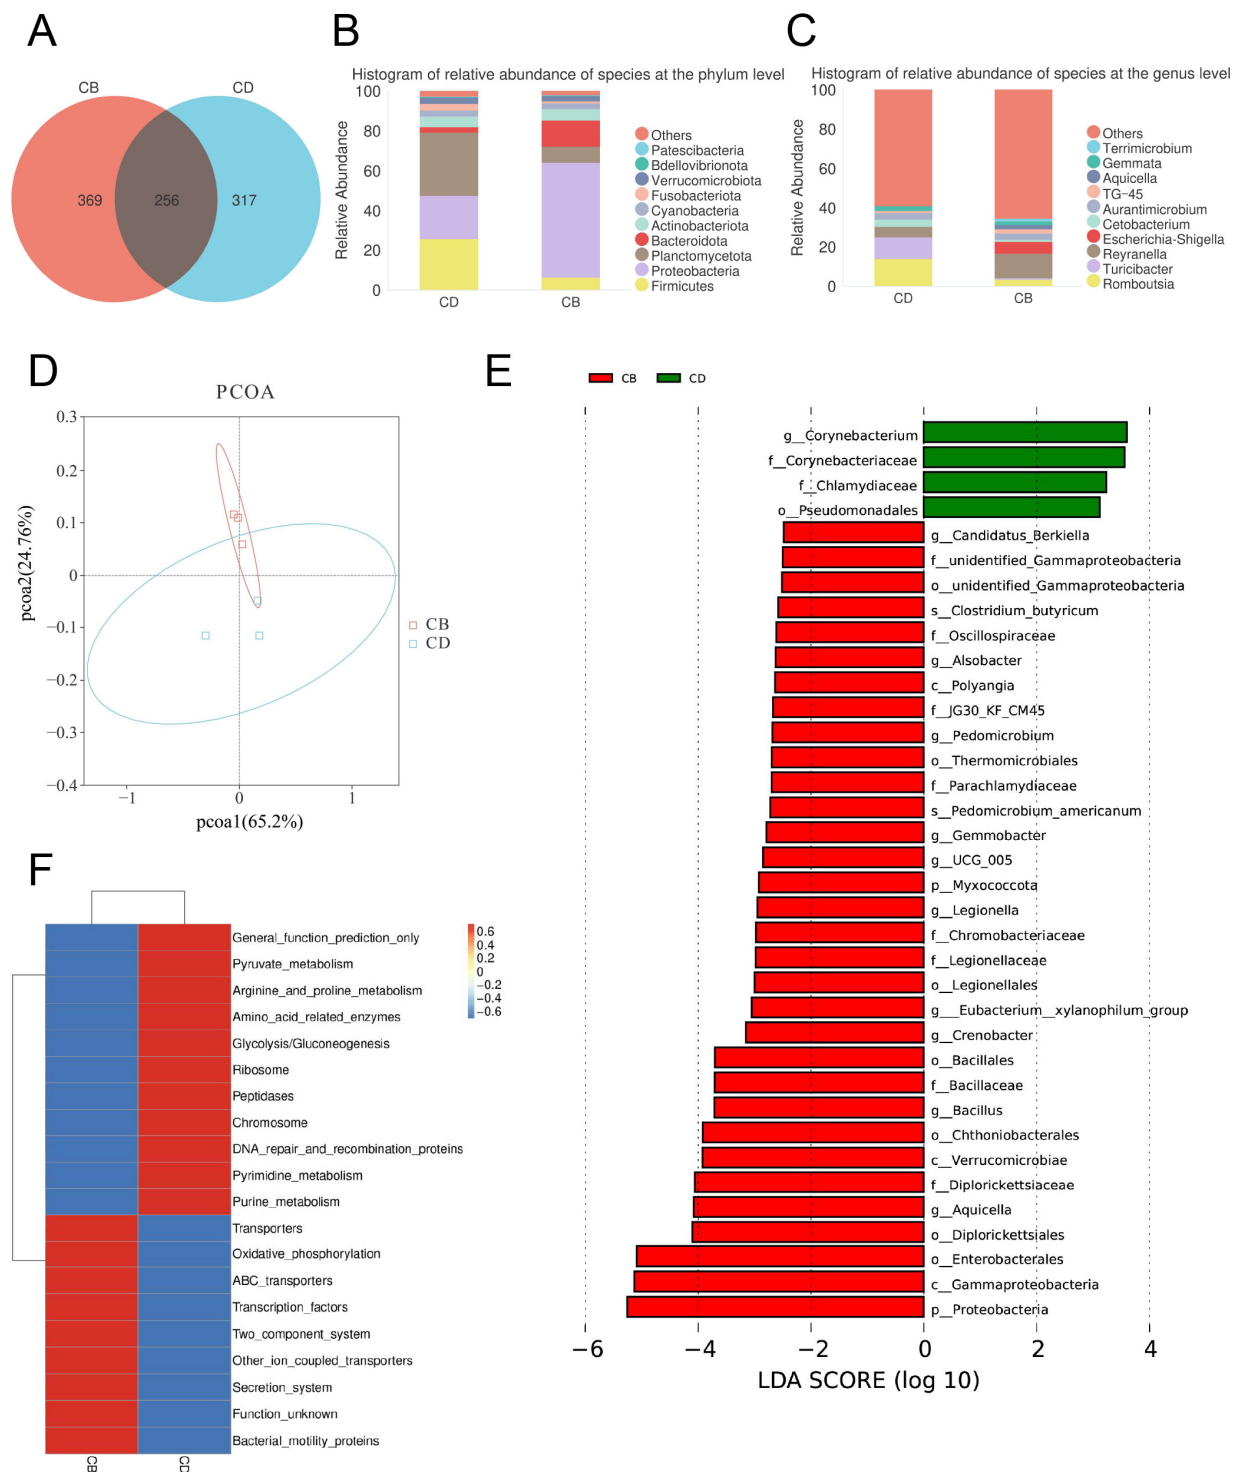 A
CB
CD
369
256
317
B
Histogram of relative abundance of species at the phylum level
Relative Abundance
100
80
60
40
20
0
CD
CB
Others
Patescibacteria
Bdellovibrionota
Verrucomicrobiota
Fusobacteriota
Cyanobacteria
Actinobacteriota
Bacteroidota
Planctomycetota
Proteobacteria
Firmicutes
C
Histogram of relative abundance of species at the genus level
Relative Abundance
100
80
60
40
20
0
CD
CB
Others
Terrimicrobium
Gemmata
Aquicella
TG−45
Aurantimicrobium
Cetobacterium
Escherichia-Shigella
Reyranella
Turicibacter
Romboutsia
D
PCOA
pcoa2(24.76%)
0.3
0.2
0.1
0
−0.1
−0.2
−0.3
−0.4
−1
0
1
pcoa1(65.2%)
CB
CD
E
CB
CD
g__Corynebacterium
f__Corynebacteriaceae
f__Chlamydiaceae
o__Pseudomonadales
g__Candidatus_Berkiella
f__unidentified_Gammaproteobacteria
o__unidentified_Gammaproteobacteria
s__Clostridium_butyricum
f__Oscillospiraceae
g__Alsobacter
c__Polyangia
f__JG30_KF_CM45
g__Pedomicrobium
o__Thermomicrobiales
f__Parachlamydiaceae
s__Pedomicrobium_americanum
g__Gemmobacter
g__UCG_005
p__Myxococcota
g__Legionella
f__Chromobacteriaceae
f__Legionellaceae
o__Legionellales
g___Eubacterium__xylanophilum_group
g__Crenobacter
o__Bacillales
f__Bacillaceae
g__Bacillus
o__Chthoniobacterales
c__Verrucomicrobiae
f__Diplorickettsiaceae
g__Aquicella
o__Diplorickettsiales
o__Enterobacterales
c__Gammaproteobacteria
p__Proteobacteria
−6
−4
−2
0
2
4
LDA SCORE (log 10)
F
General_function_prediction_only
Pyruvate_metabolism
Arginine_and_proline_metabolism
Amino_acid_related_enzymes
Glycolysis/Gluconeogenesis
Ribosome
Peptidases
Chromosome
DNA_repair_and_recombination_proteins
Pyrimidine_metabolism
Purine_metabolism
Transporters
Oxidative_phosphorylation
ABC_transporters
Transcription_factors
Two_component_system
Other_ion_coupled_transporters
Secretion_system
Function_unknown
Bacterial_motility_proteins
CB
CD
0.6
0.4
0.2
0
−0.2
−0.4
−0.6